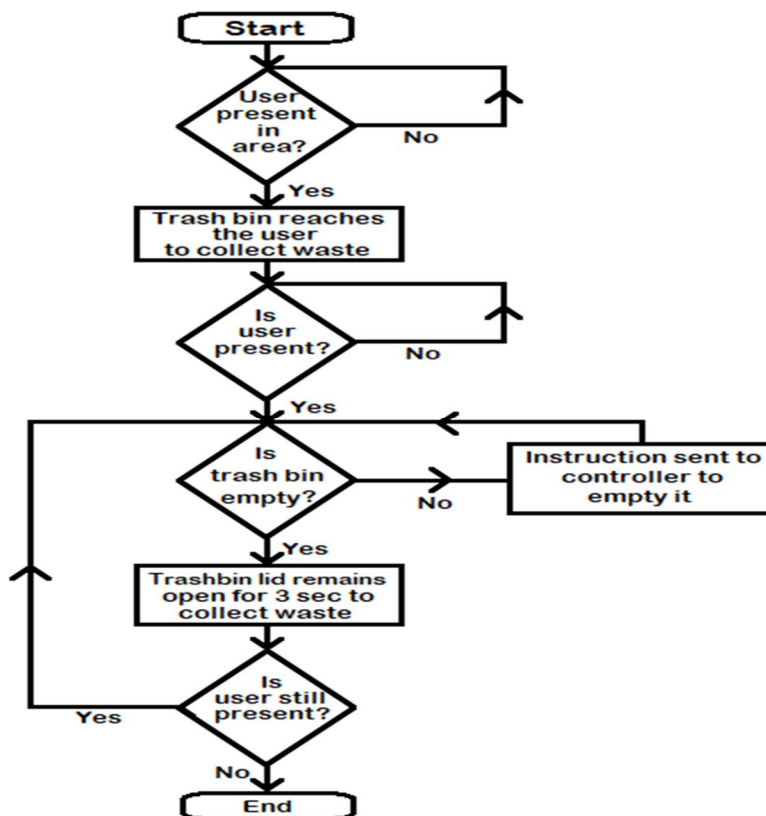 Start
User
present
in
area?
No
Yes
Trash bin reaches
the user
to collect waste
Is
user
present?
No
Yes
Is
trash bin
empty?
No
Instruction sent to
controller to
empty it
Yes
Trashbin lid remains
open for 3 sec to
collect waste
Is
user still
present?
Yes
No
End